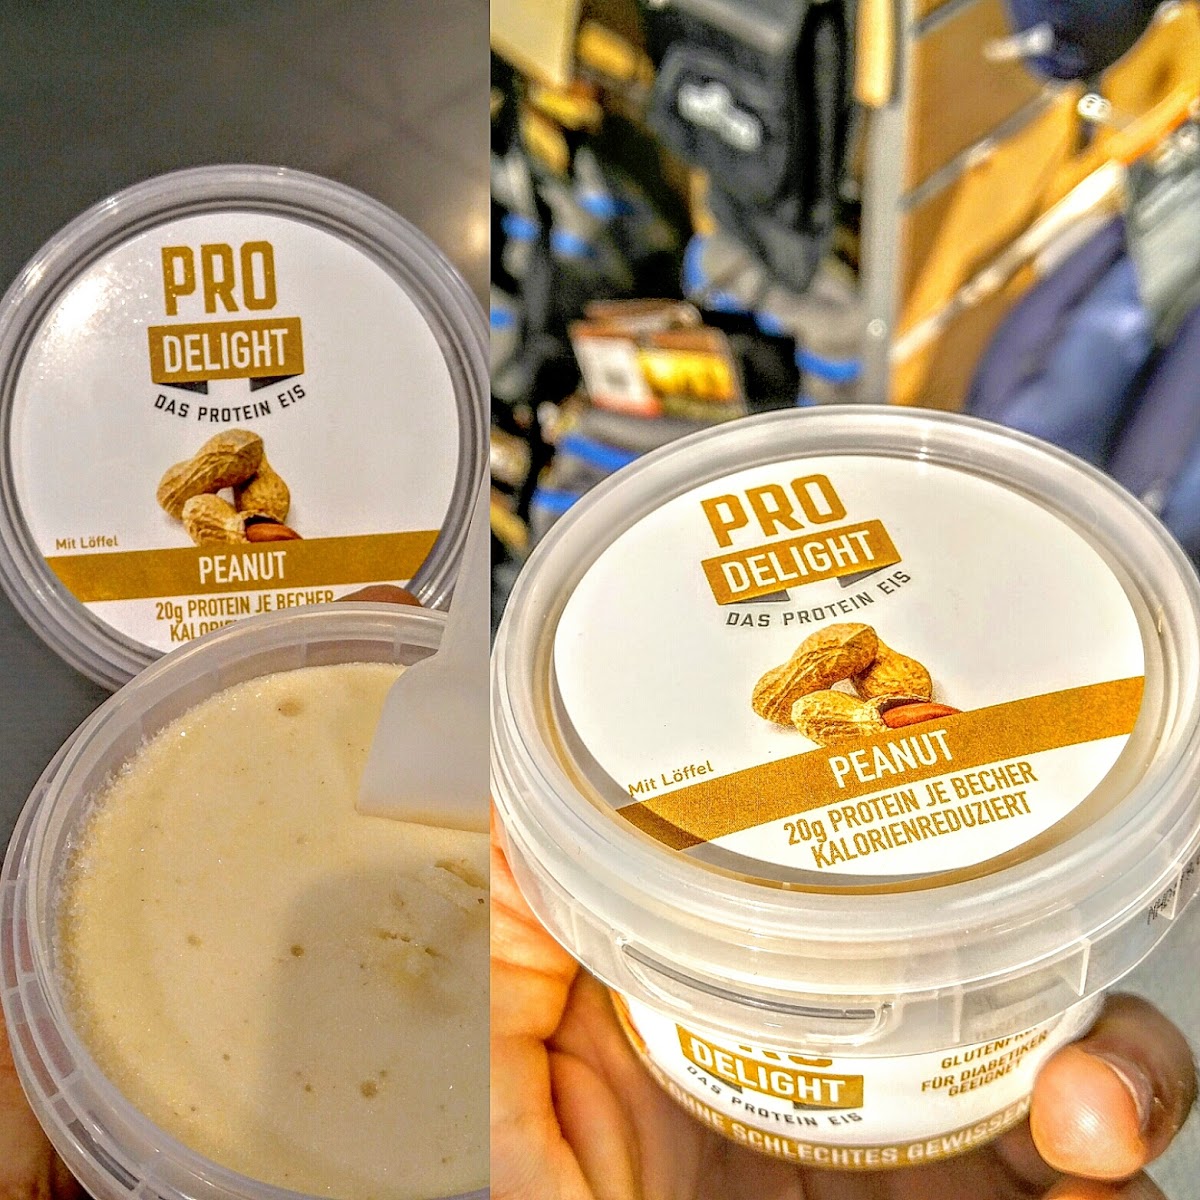 PRO
DELIGHT
DAS PROTEIN EIS
Mit Löffel
PEANUT
20g PROTEIN JE BECHER
PRO
DELIGHT
DAS PROTEIN EIS
Mit Löffel
PEANUT
20g PROTEIN JE BECHER
KALORIENREDUZIERT
DELIGHT
DAS PROTEIN EIS
FÜR DIABETIKER
GEEIGNET
OHNE SCHLECHTES GEWISSEN